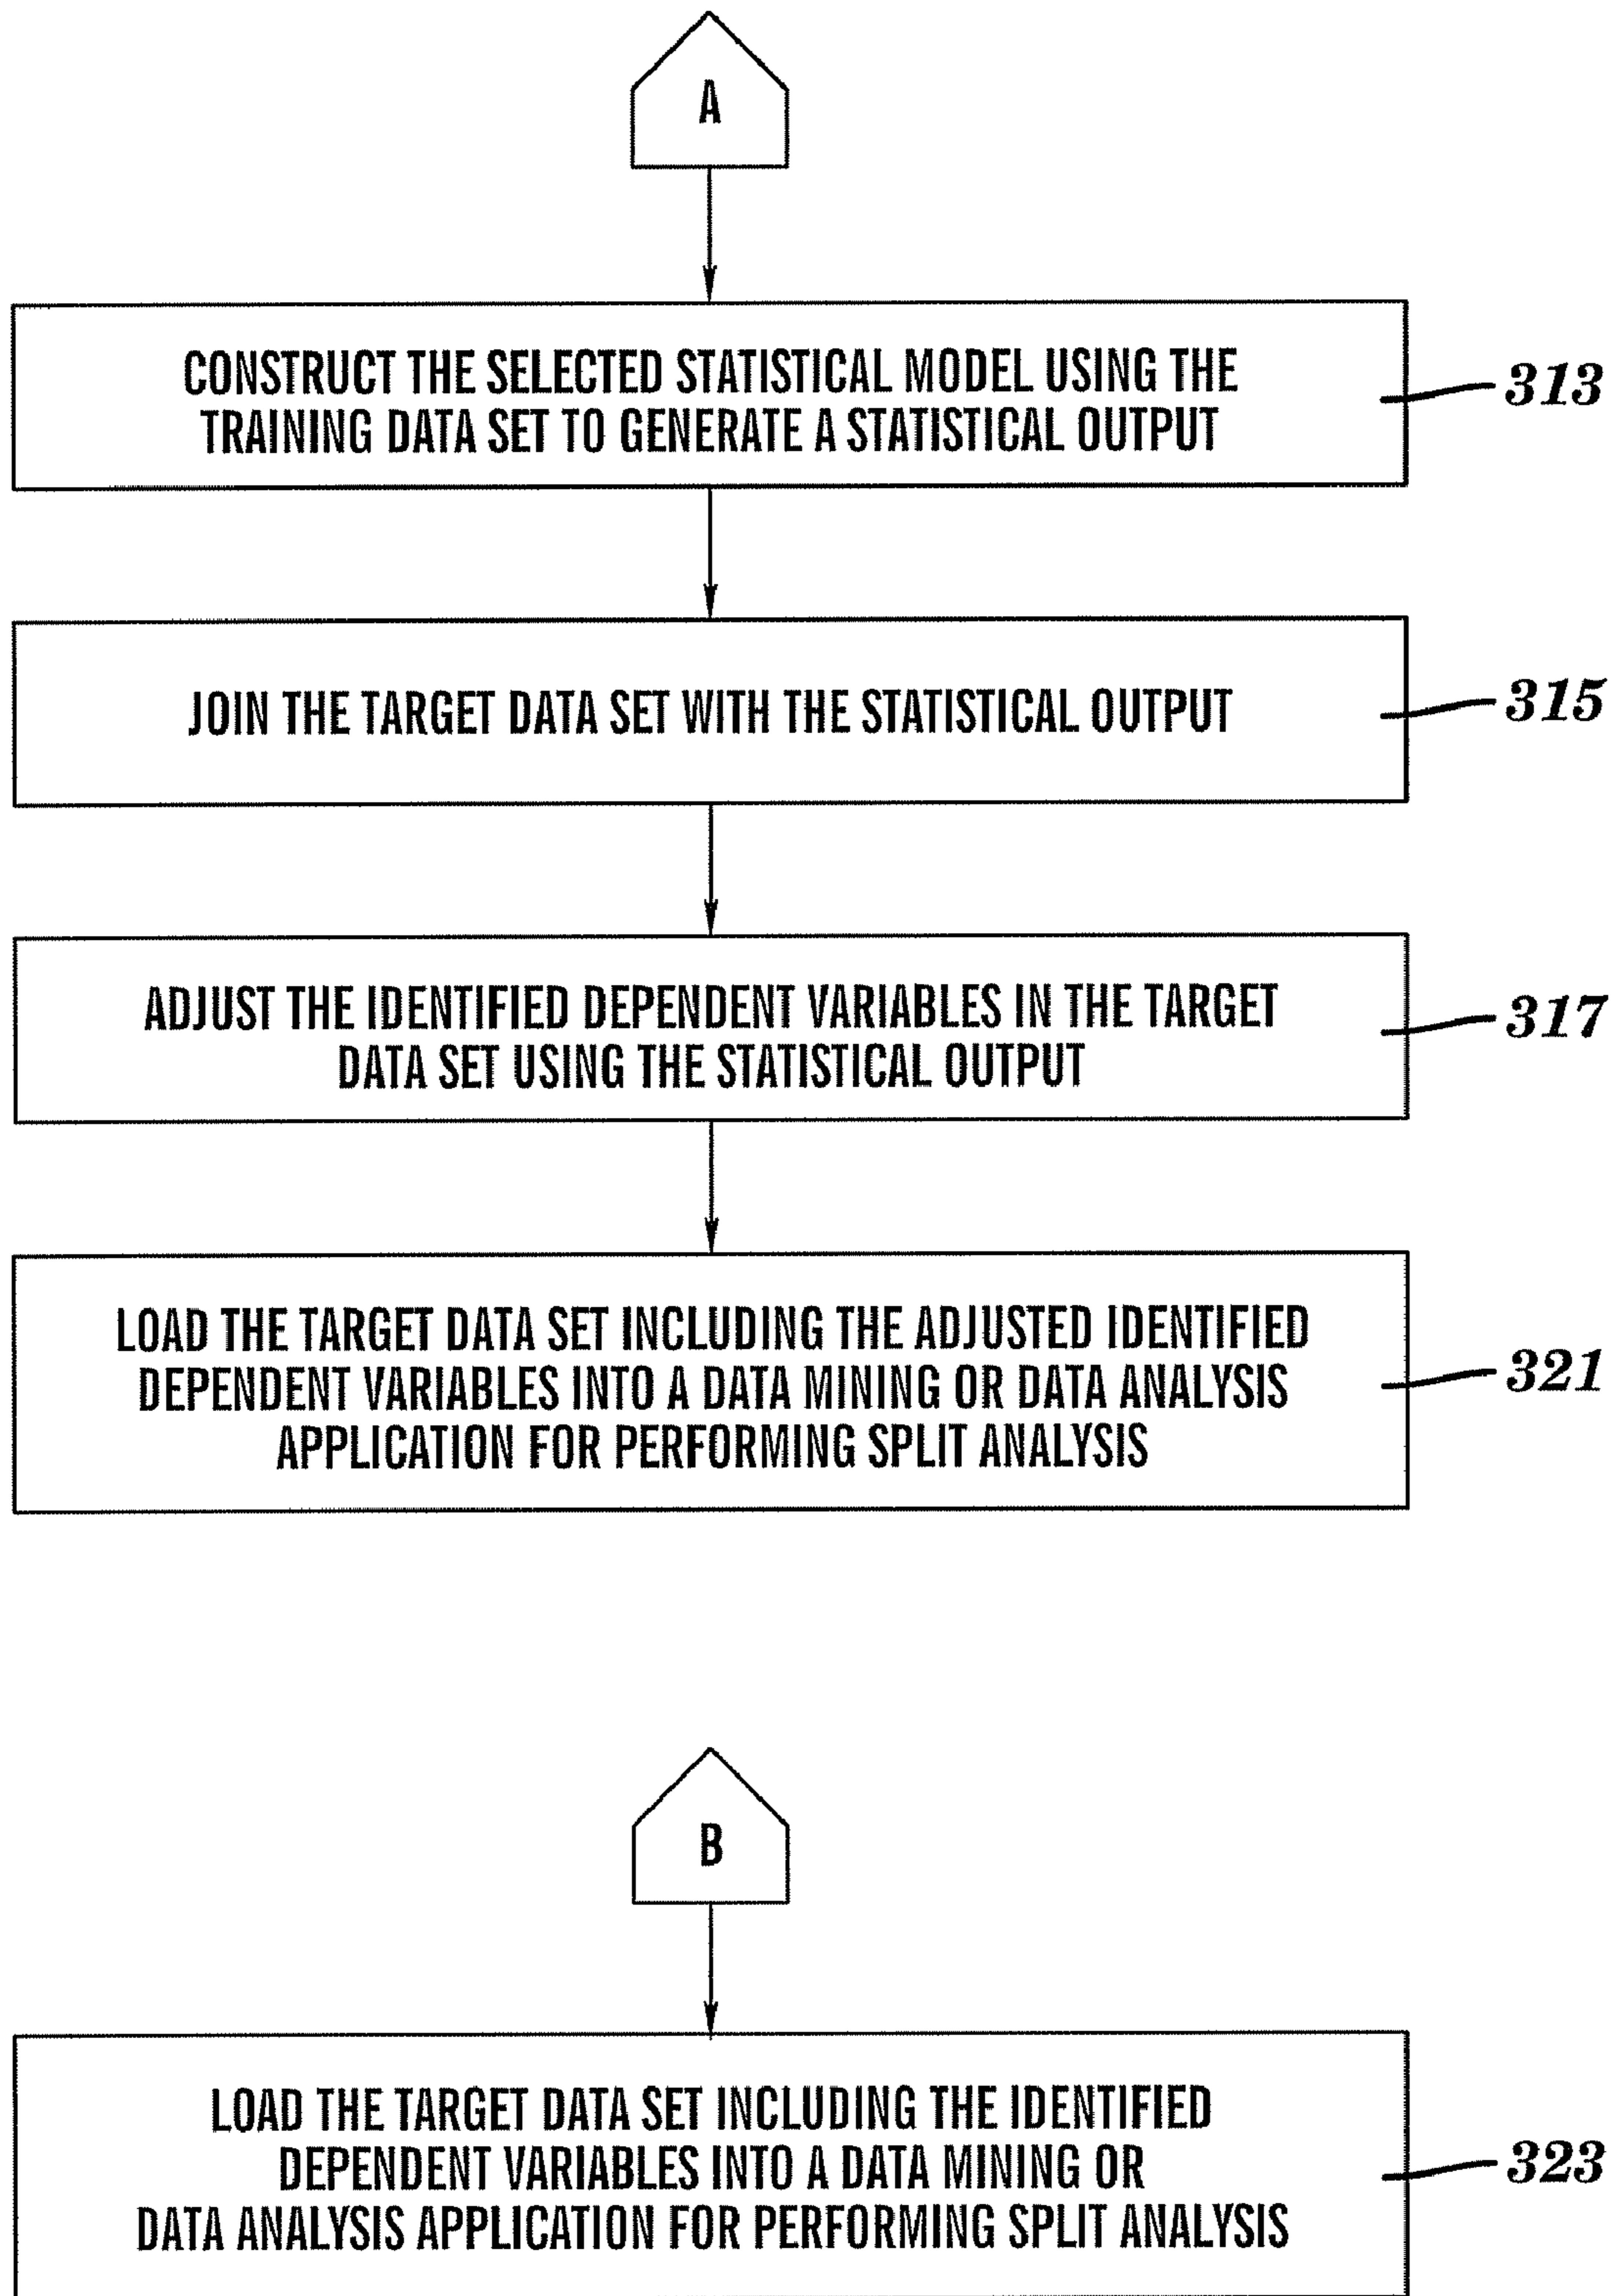 A
CONSTRUCT THE SELECTED STATISTICAL MODEL USING THE
TRAINING DATA SET TO GENERATE A STATISTICAL OUTPUT
313
JOIN THE TARGET DATA SET WITH THE STATISTICAL OUTPUT
315
ADJUST THE IDENTIFIED DEPENDENT VARIABLES IN THE TARGET
DATA SET USING THE STATISTICAL OUTPUT
317
LOAD THE TARGET DATA SET INCLUDING THE ADJUSTED IDENTIFIED
DEPENDENT VARIABLES INTO A DATA MINING OR DATA ANALYSIS
APPLICATION FOR PERFORMING SPLIT ANALYSIS
321
B
LOAD THE TARGET DATA SET INCLUDING THE IDENTIFIED
DEPENDENT VARIABLES INTO A DATA MINING OR
DATA ANALYSIS APPLICATION FOR PERFORMING SPLIT ANALYSIS
323